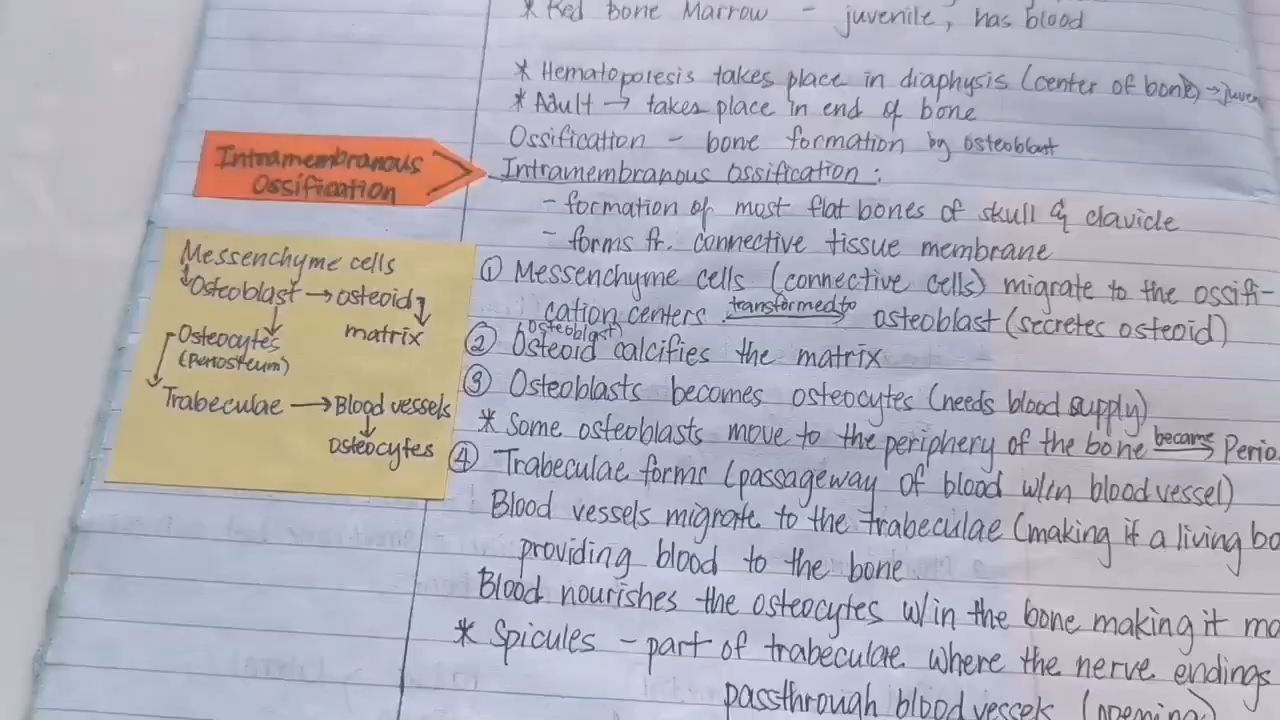 * Red Bone Marrow - juvenile, has blood
* Hematopoiesis takes place in diaphysis (center of bone) →
* Adult → takes place in end of bone
Ossification - bone formation by osteoblast
Intramembranous Ossification
Intramembranous ossification:
- formation of most flat bones of skull & clavicle
- forms fr. connective tissue membrane
① Messenchyme cells (connective cells) migrate to the ossifi-
cation centers transformed to → osteoblast (secretes osteoid)
(osteoblast)
② Osteoid calcifies the matrix
③ Osteoblasts becomes osteocytes (needs blood supply)
* Some osteoblasts move to the periphery of the bone became → Perio
④ Trabeculae forms (passageway of blood w/in blood vessel)
Blood vessels migrate to the trabeculae (making it a living bo
providing blood to the bone
Blood nourishes the osteocytes w/in the bone making it ma
* Spicules - part of trabeculae where the nerve endings
passthrough blood vessels (opening)
Messenchyme cells
↓Osteoblast → osteoid↓
↓ matrix
Osteocytes
(periosteum)
↓Trabeculae → Blood vessels
↓
osteocytes